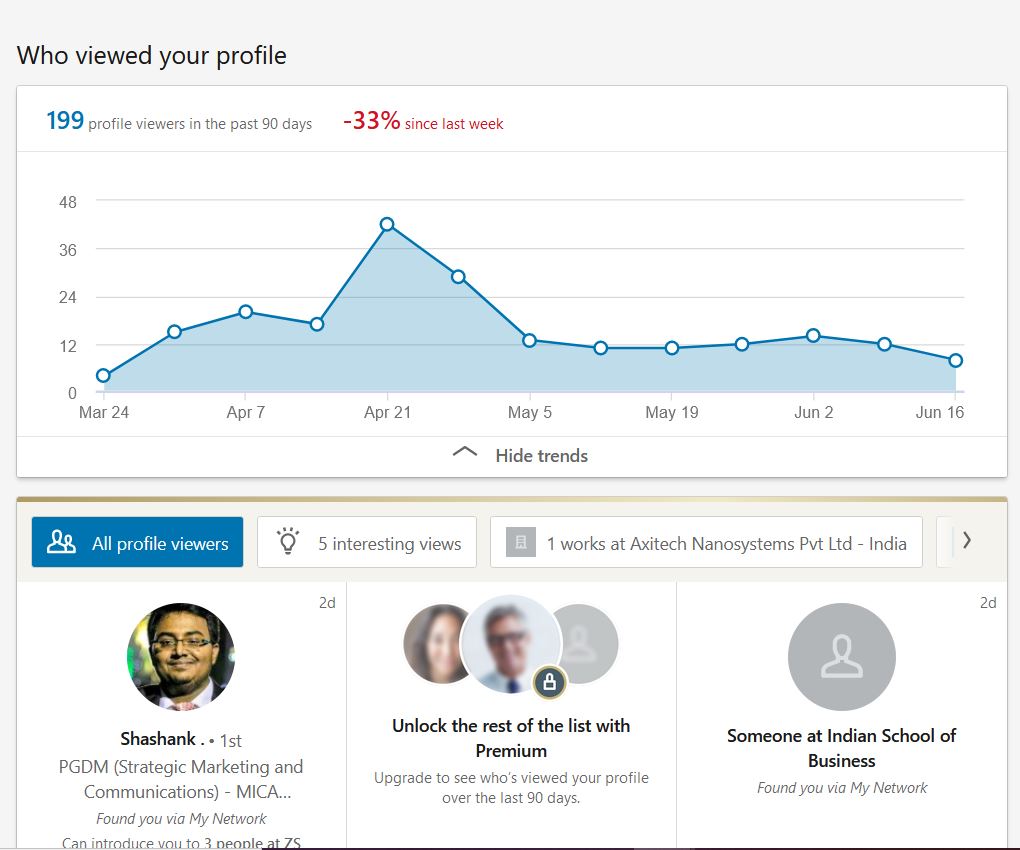 Who viewed your profile
199 profile viewers in the past 90 days -33% since last week
48
36
24
12
0
Mar 24 Apr 7 Apr 21 May 5 May 19 Jun 2 Jun 16
Hide trends
All profile viewers 5 interesting views 1 works at Axitech Nanosystems Pvt Ltd - India
2d
Shashank . • 1st
PGDM (Strategic Marketing and
Communications) - MICA...
Found you via My Network
Can introduce you to 3 people at ZS
Unlock the rest of the list with
Premium
Upgrade to see who's viewed your profile
over the last 90 days.
2d
Someone at Indian School of
Business
Found you via My Network